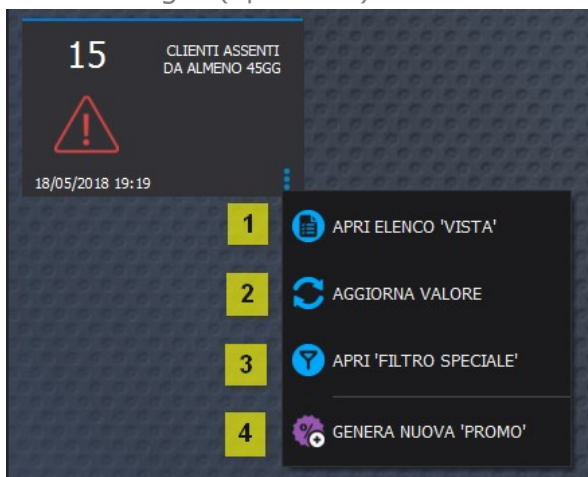 15
CLIENTI ASSENTI
DA ALMENO 45GG
18/05/2018 19:19
1 APRI ELENCO 'VISTA'
2 AGGIORNA VALORE
3 APRI 'FILTRO SPECIALE'
4 GENERA NUOVA 'PROMO'